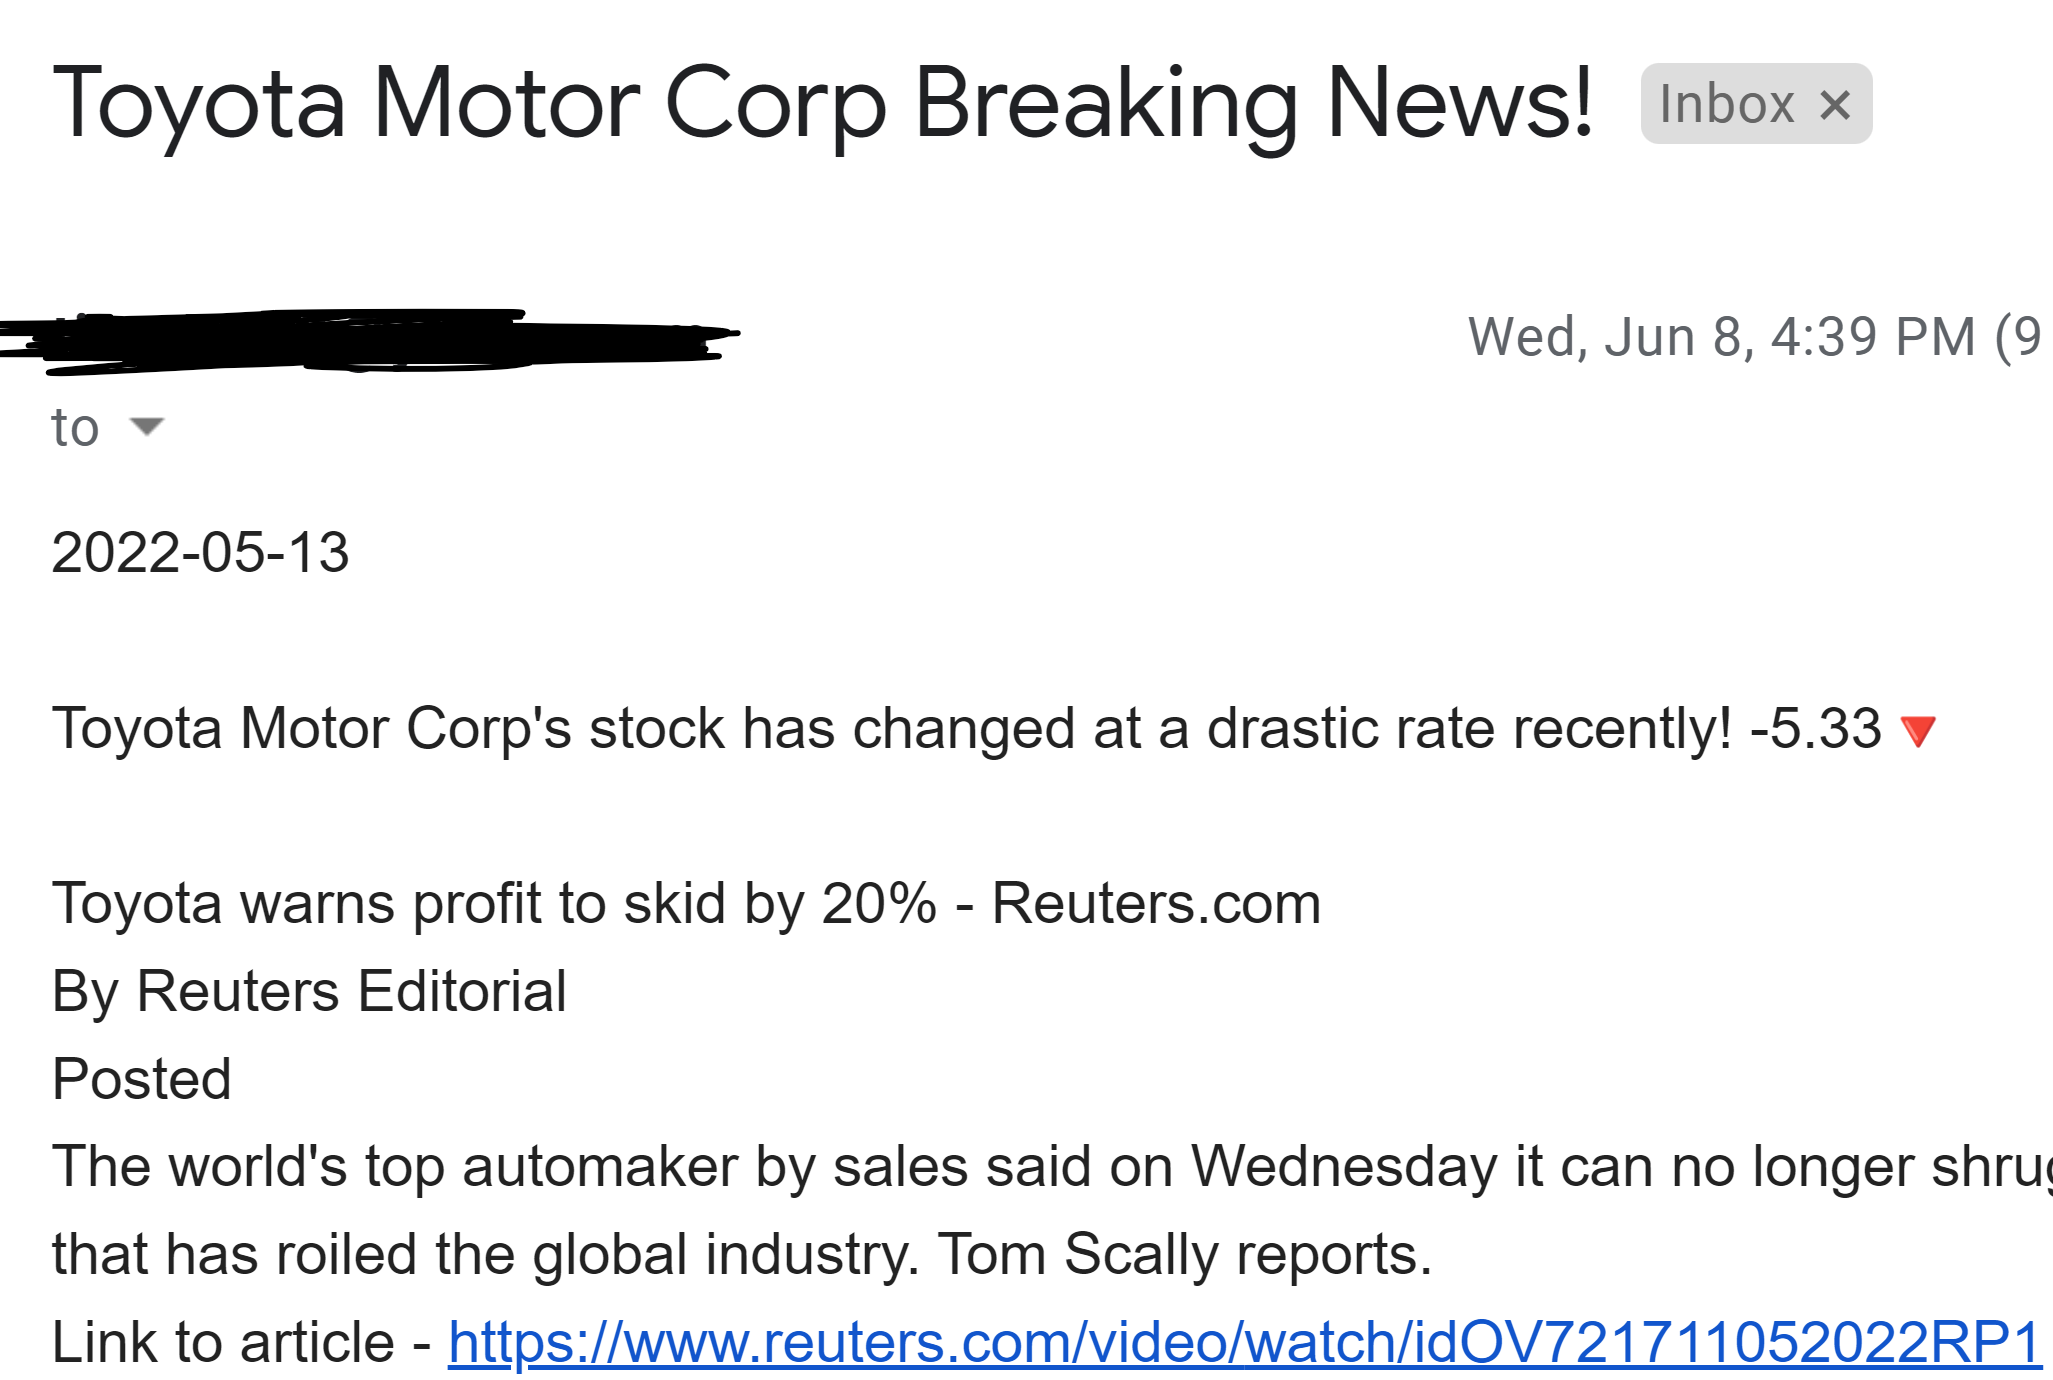 Toyota Motor Corp Breaking News! Inbox ×
Wed, Jun 8, 4:39 PM (9
to
2022-05-13
Toyota Motor Corp's stock has changed at a drastic rate recently! -5.33🔻
Toyota warns profit to skid by 20% - Reuters.com
By Reuters Editorial
Posted
The world's top automaker by sales said on Wednesday it can no longer shrug
that has roiled the global industry. Tom Scally reports.
Link to article - https://www.reuters.com/video/watch/idOV721711052022RP1